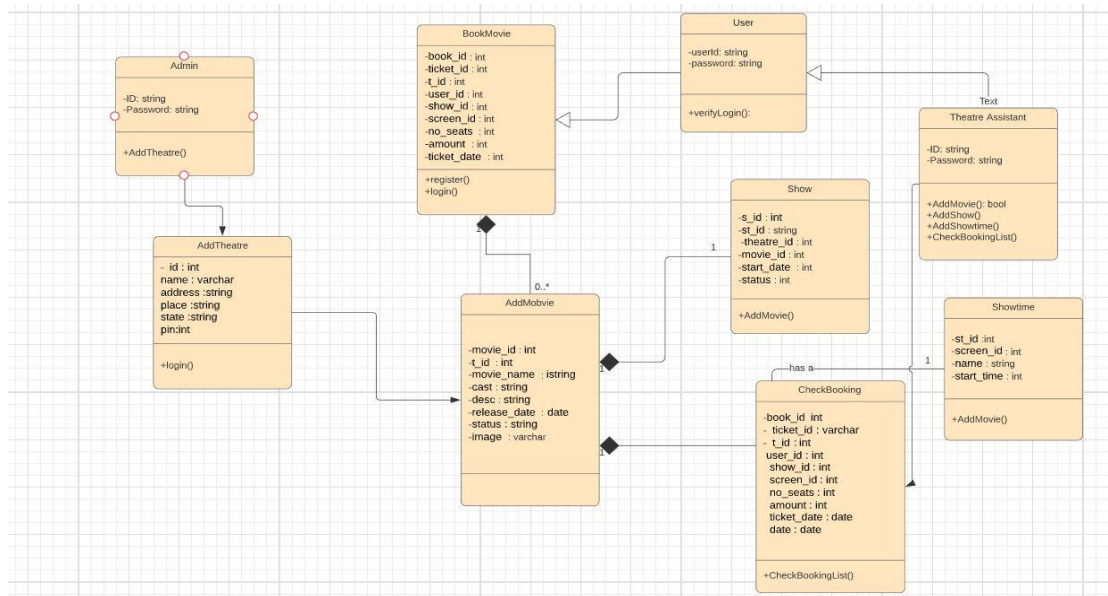 Admin
-ID: string
-Password: string
+AddTheatre()
BookMovie
-book_id : int
-ticket_id : int
-t_id : int
-user_id : int
-show_id : int
-screen_id : int
-no_seats : int
-amount : int
-ticket_date : int
+register()
+login()
User
-userId: string
-password: string
+verifyLogin():
Text
Theatre Assistant
-ID: string
-Password: string
+AddMovie(): bool
+AddShow()
+AddShowtime()
+CheckBookingList()
AddTheatre
- id : int
name : varchar
address :string
place :string
state :string
pin:int
+login()
1
0..*
AddMobvie
-movie_id : int
-t_id : int
-movie_name : istring
-cast : string
-desc : string
-release_date : date
-status : string
-image : varchar
1
1
1
Show
-s_id : int
-st_id : string
-theatre_id : int
-movie_id : int
-start_date : int
-status : int
+AddMovie()
Showtime
-st_id :int
-screen_id : int
-name : string
-start_time : int
+AddMovie()
has a
1
CheckBooking
-book_id int
- ticket_id : varchar
- t_id : int
user_id : int
show_id : int
screen_id : int
no_seats : int
amount : int
ticket_date : date
date : date
+CheckBookingList()